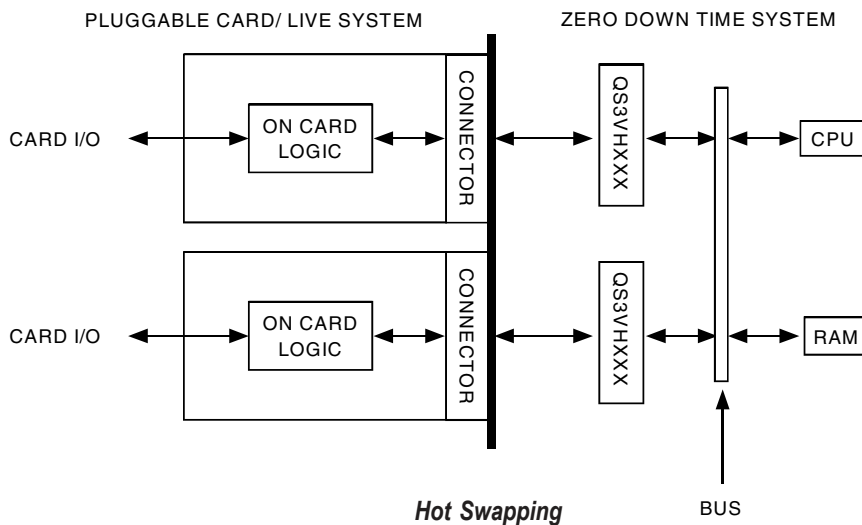 PLUGGABLE CARD/ LIVE SYSTEM
ZERO DOWN TIME SYSTEM
CARD I/O
ON CARD
LOGIC
CONNECTOR
QS3VHXXX
CPU
CARD I/O
ON CARD
LOGIC
CONNECTOR
QS3VHXXX
RAM
Hot Swapping
BUS